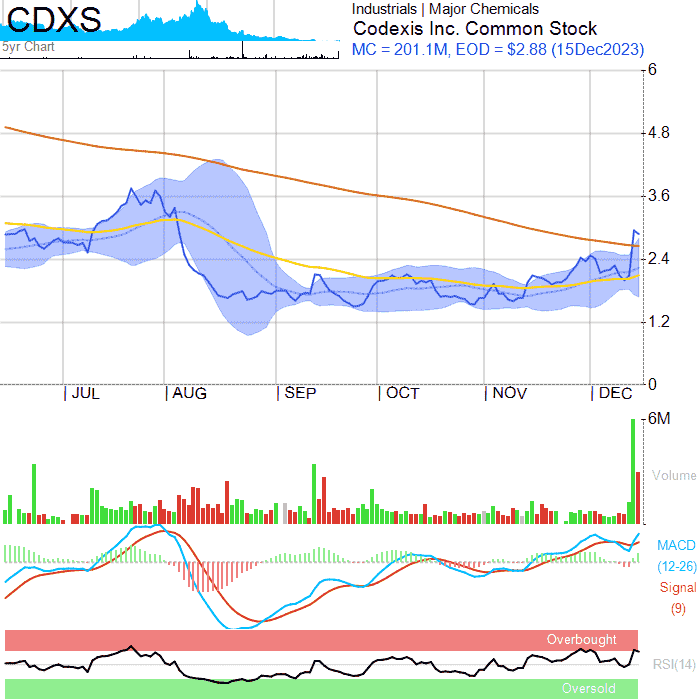 CDXS
Industrials | Major Chemicals
Codexis Inc. Common Stock
5yr Chart
MC = 201.1M, EOD = $2.88 (15Dec2023)
6
4.8
3.6
2.4
1.2
0
JUL AUG SEP OCT NOV DEC
6M
Volume
MACD
(12-26)
Signal
(9)
Overbought
RSI(14)
Oversold